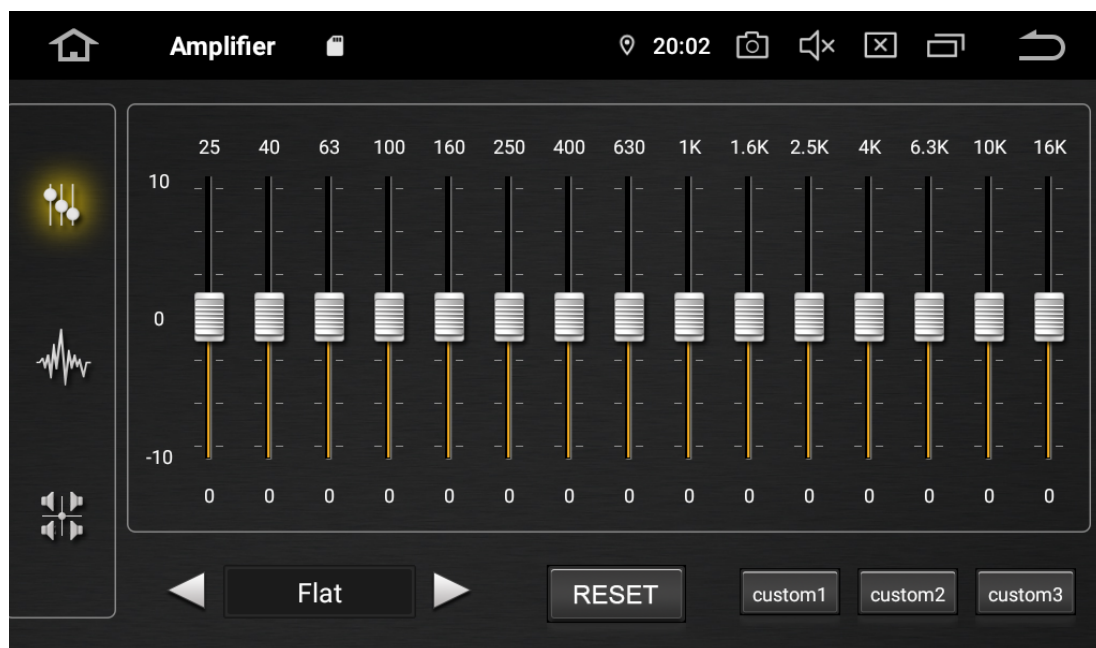 Amplifier 20:02
25 40 63 100 160 250 400 630 1K 1.6K 2.5K 4K 6.3K 10K 16K
10
0
-10
0 0 0 0 0 0 0 0 0 0 0 0 0 0 0
Flat RESET custom1 custom2 custom3